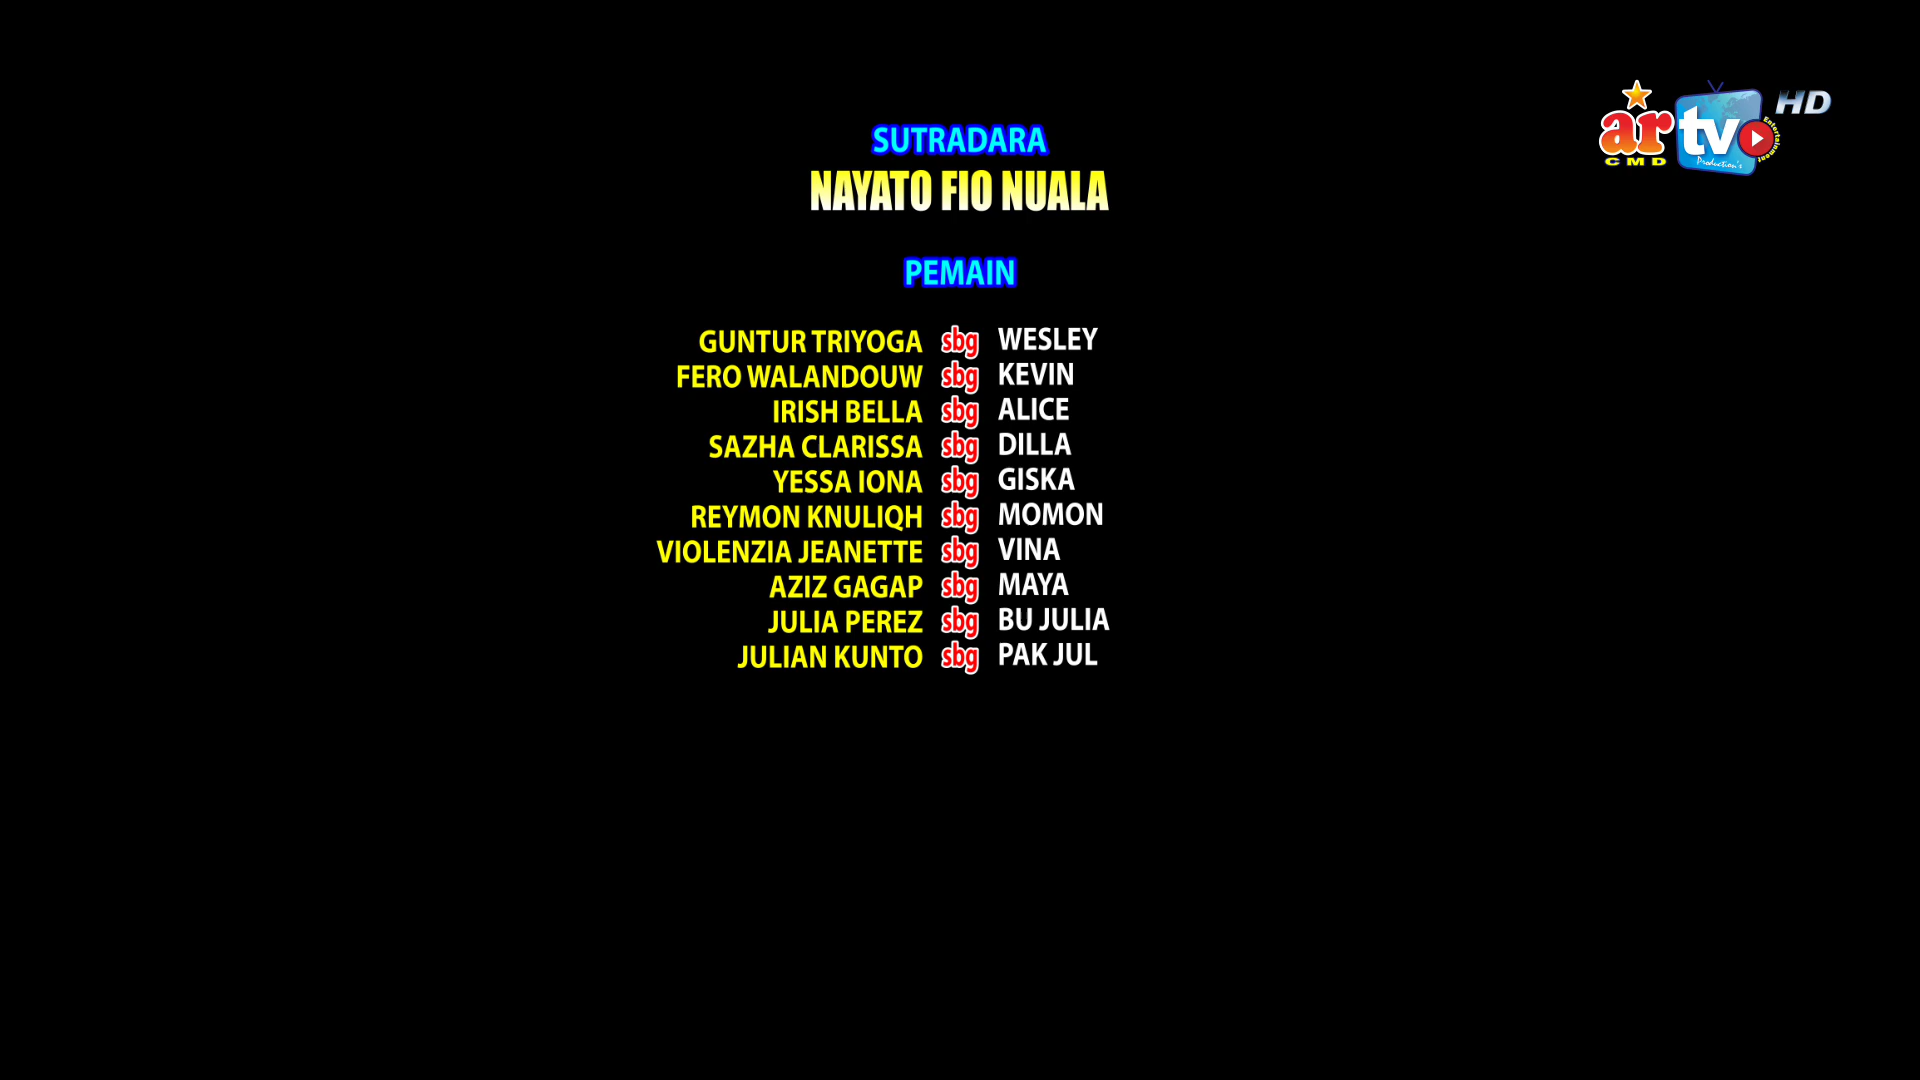 ar tv HD
CMD
Production's
Entertainment
SUTRADARA
NAYATO FIO NUALA
PEMAIN
GUNTUR TRIYOGA sbg WESLEY
FERO WALANDOUW sbg KEVIN
IRISH BELLA sbg ALICE
SAZHA CLARISSA sbg DILLA
YESSA IONA sbg GISKA
REYMON KNULIQH sbg MOMON
VIOLENZIA JEANETTE sbg VINA
AZIZ GAGAP sbg MAYA
JULIA PEREZ sbg BU JULIA
JULIAN KUNTO sbg PAK JUL